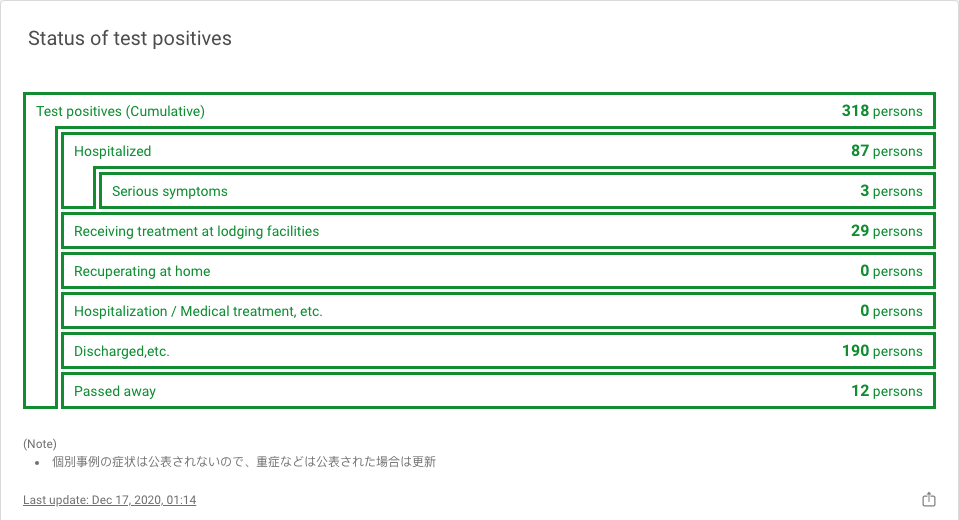 Status of test positives
Test positives (Cumulative) 318 persons
Hospitalized 87 persons
Serious symptoms 3 persons
Receiving treatment at lodging facilities 29 persons
Recuperating at home 0 persons
Hospitalization / Medical treatment, etc. 0 persons
Discharged,etc. 190 persons
Passed away 12 persons
(Note)
• 個別事例の症状は公表されないので、重症などは公表された場合は更新
Last update: Dec 17, 2020, 01:14